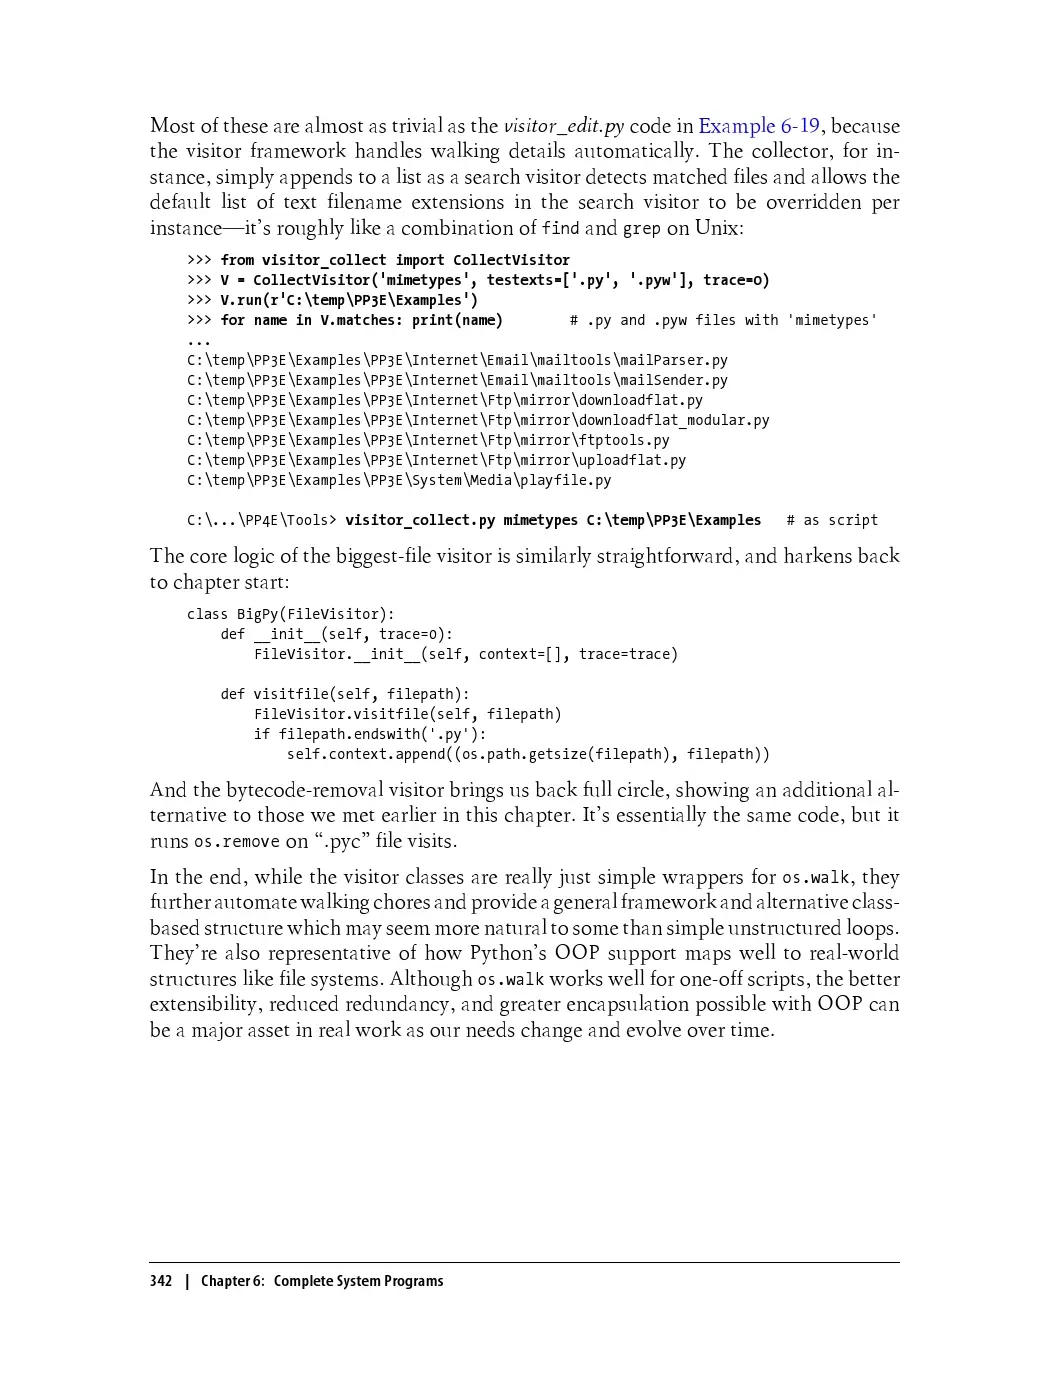 Most of these are almost as trivial as the visitor_edit.py code in Example 6-19, because
the visitor framework handles walking details automatically. The collector, for in-
stance, simply appends to a list as a search visitor detects matched files and allows the
default list of text filename extensions in the search visitor to be overridden per
instance—it's roughly like a combination of find and grep on Unix:
>>> from visitor_collect import CollectVisitor
>>> V = CollectVisitor('mimetypes', testexts=['.py', '.pyw'], trace=0)
>>> V.run(r'C:\temp\PP3E\Examples')
>>> for name in V.matches: print(name)        # .py and .pyw files with 'mimetypes'
...
C:\temp\PP3E\Examples\PP3E\Internet\Email\mailtools\mailParser.py
C:\temp\PP3E\Examples\PP3E\Internet\Email\mailtools\mailSender.py
C:\temp\PP3E\Examples\PP3E\Internet\Ftp\mirror\downloadflat.py
C:\temp\PP3E\Examples\PP3E\Internet\Ftp\mirror\downloadflat_modular.py
C:\temp\PP3E\Examples\PP3E\Internet\Ftp\mirror\ftptools.py
C:\temp\PP3E\Examples\PP3E\Internet\Ftp\mirror\uploadflat.py
C:\temp\PP3E\Examples\PP3E\System\Media\playfile.py
C:\...\PP4E\Tools> visitor_collect.py mimetypes C:\temp\PP3E\Examples   # as script
The core logic of the biggest-file visitor is similarly straightforward, and harkens back
to chapter start:
class BigPy(FileVisitor):
    def __init__(self, trace=0):
        FileVisitor.__init__(self, context=[], trace=trace)
    def visitfile(self, filepath):
        FileVisitor.visitfile(self, filepath)
        if filepath.endswith('.py'):
            self.context.append((os.path.getsize(filepath), filepath))
And the bytecode-removal visitor brings us back full circle, showing an additional al-
ternative to those we met earlier in this chapter. It's essentially the same code, but it
runs os.remove on “.pyc” file visits.
In the end, while the visitor classes are really just simple wrappers for os.walk, they
further automate walking chores and provide a general framework and alternative class-
based structure which may seem more natural to some than simple unstructured loops.
They're also representative of how Python's OOP support maps well to real-world
structures like file systems. Although os.walk works well for one-off scripts, the better
extensibility, reduced redundancy, and greater encapsulation possible with OOP can
be a major asset in real work as our needs change and evolve over time.
342 | Chapter 6: Complete System Programs